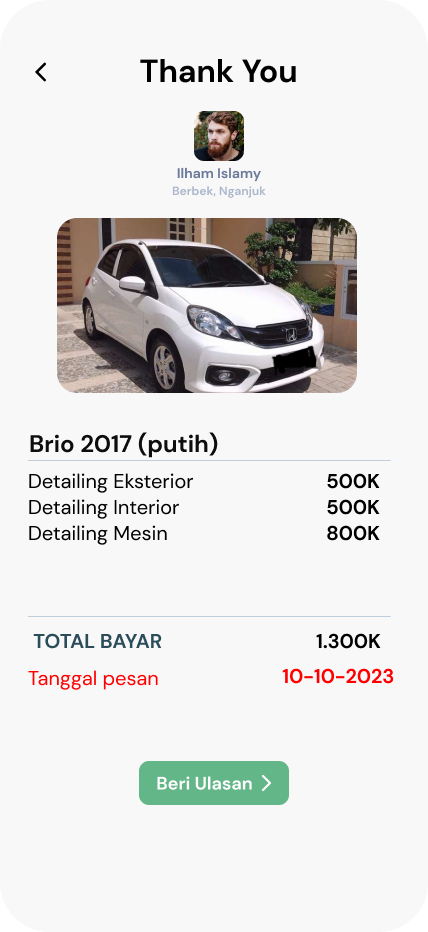 Thank You
Ilham Islamy
Berbek, Nganjuk
Brio 2017 (putih)
Detailing Eksterior 500K
Detailing Interior 500K
Detailing Mesin 800K
TOTAL BAYAR 1.300K
Tanggal pesan 10-10-2023
Beri Ulasan